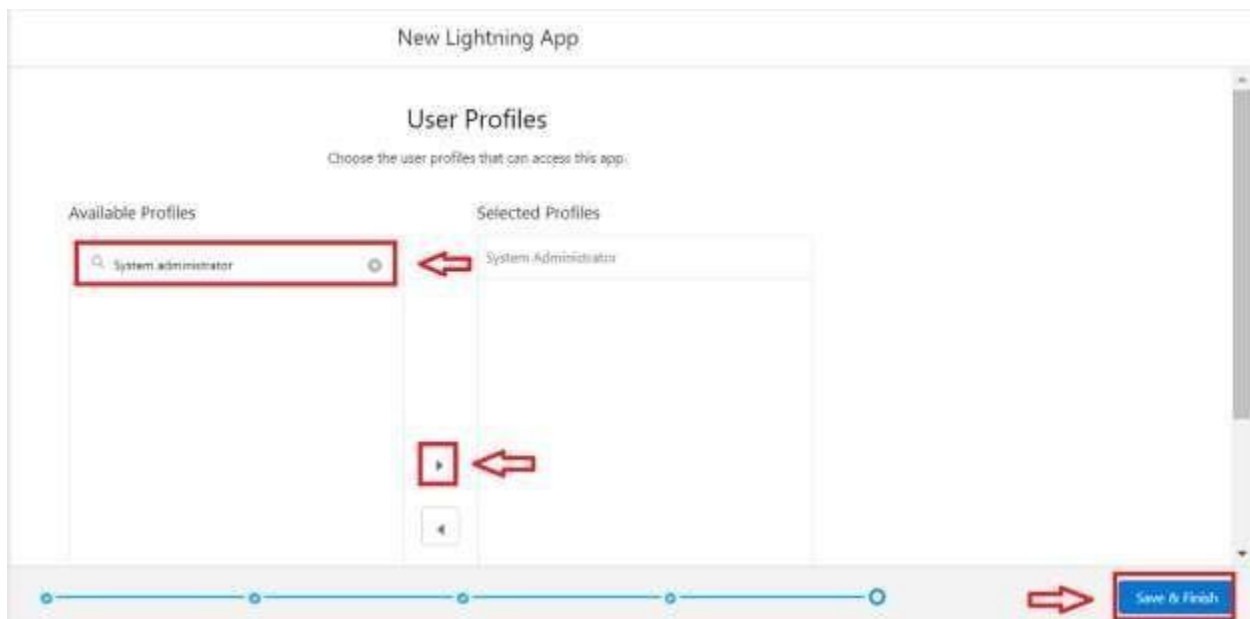 New Lightning App
User Profiles
Choose the user profiles that can access this app.
Available Profiles
Selected Profiles
System administrator
System Administrator
Save & Finish